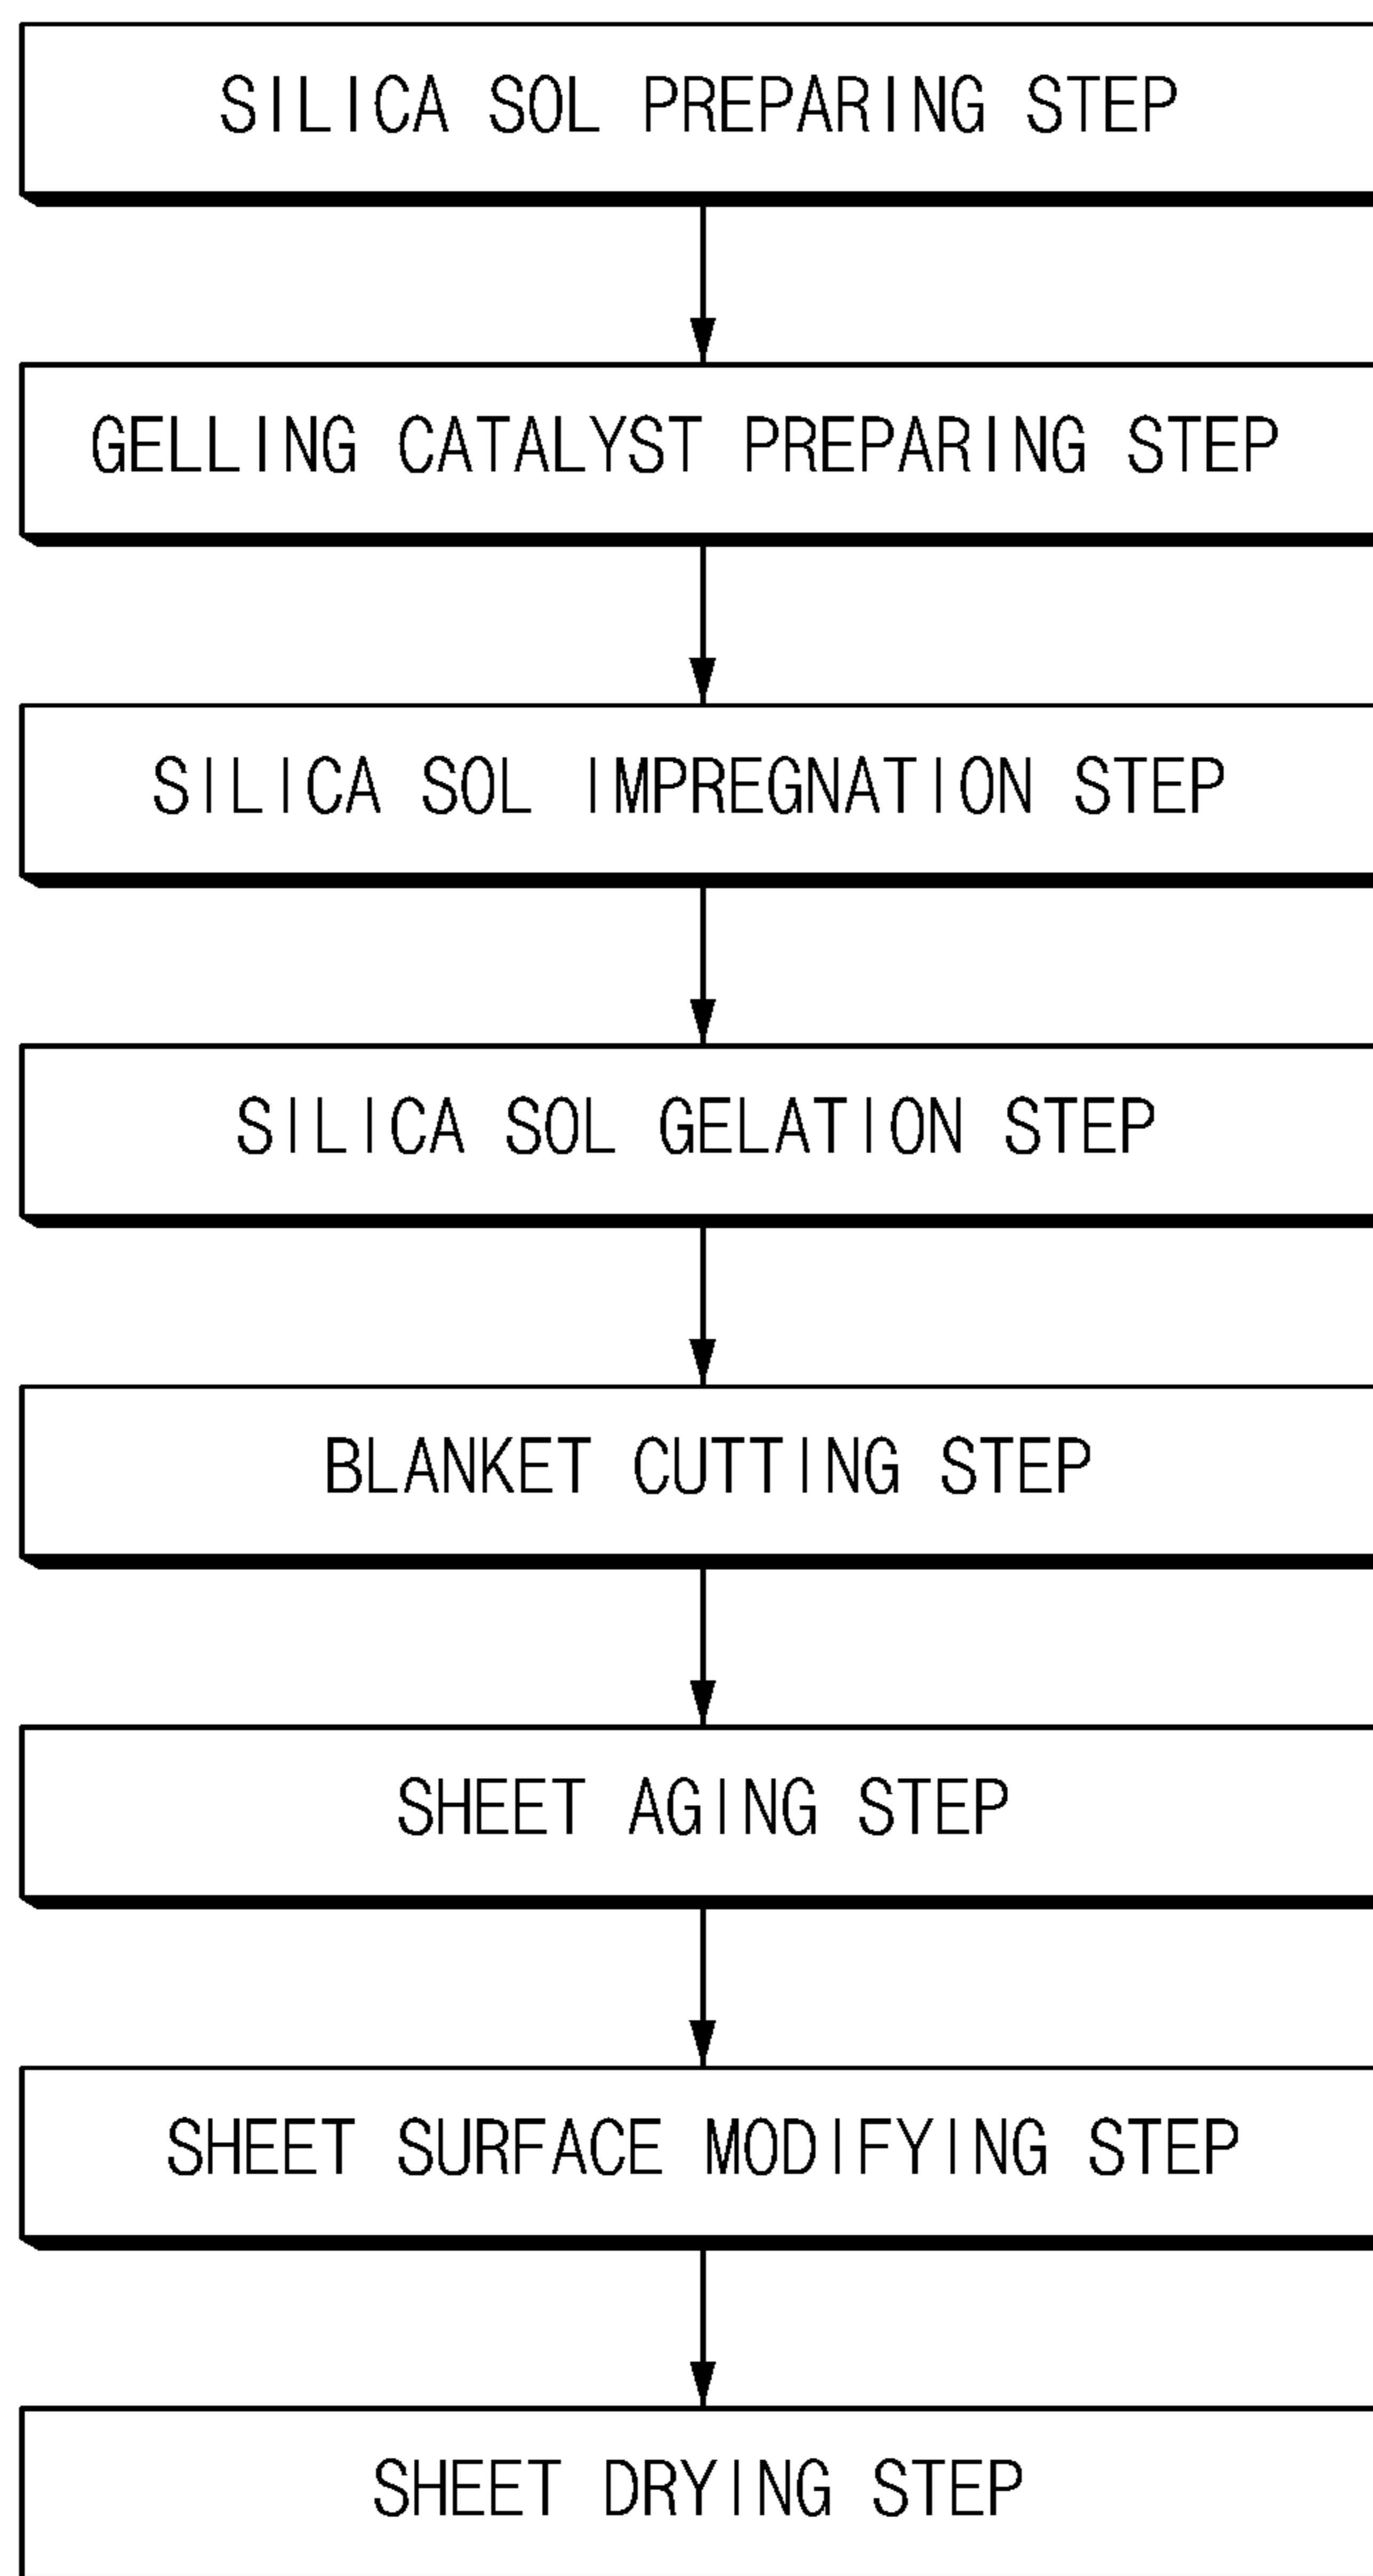 SILICA SOL PREPARING STEP
GELLING CATALYST PREPARING STEP
SILICA SOL IMPREGNATION STEP
SILICA SOL GELATION STEP
BLANKET CUTTING STEP
SHEET AGING STEP
SHEET SURFACE MODIFYING STEP
SHEET DRYING STEP